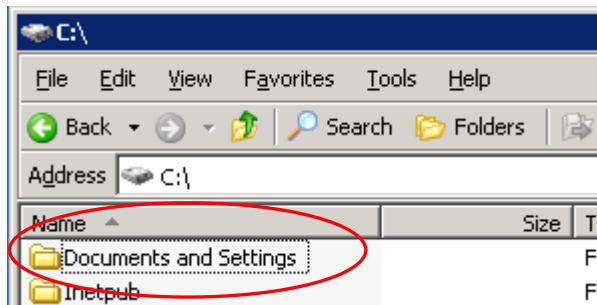 C:\
File Edit View Favorites Tools Help
Back Search Folders
Address C:\
Name Size T
Documents and Settings F
Inetpub F